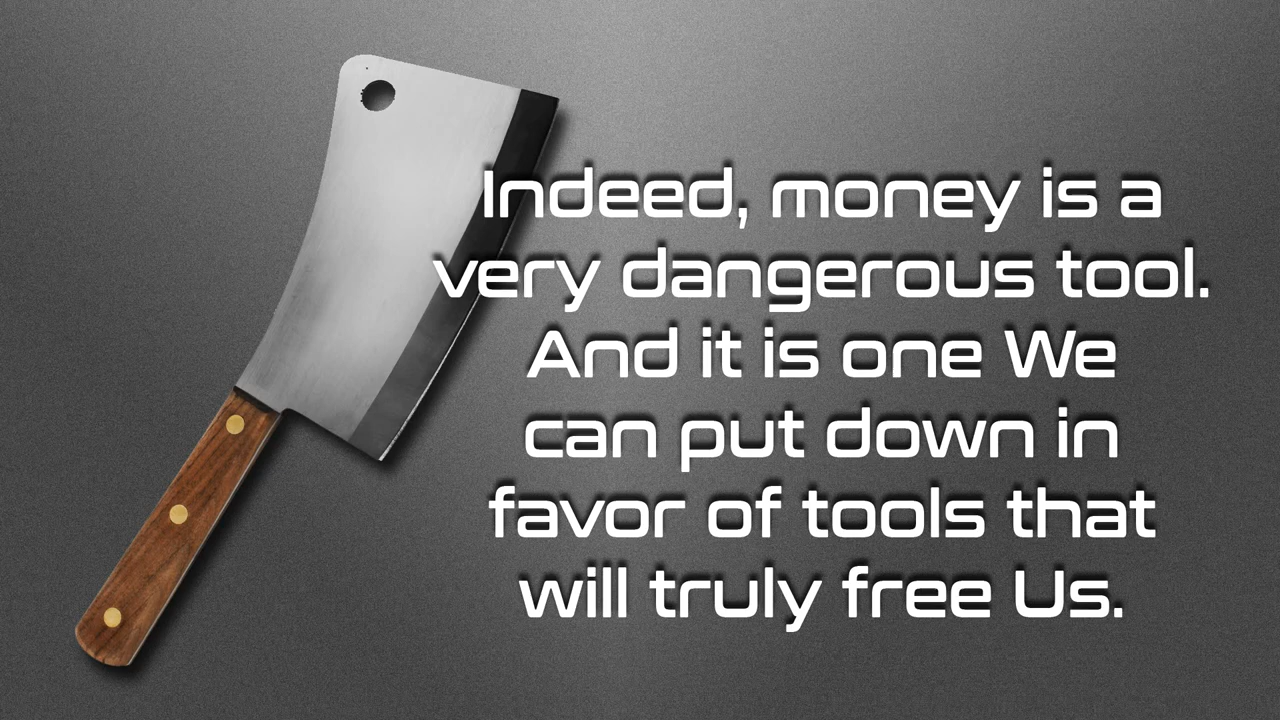 Indeed, money is a
very dangerous tool.
And it is one We
can put down in
favor of tools that
will truly free Us.